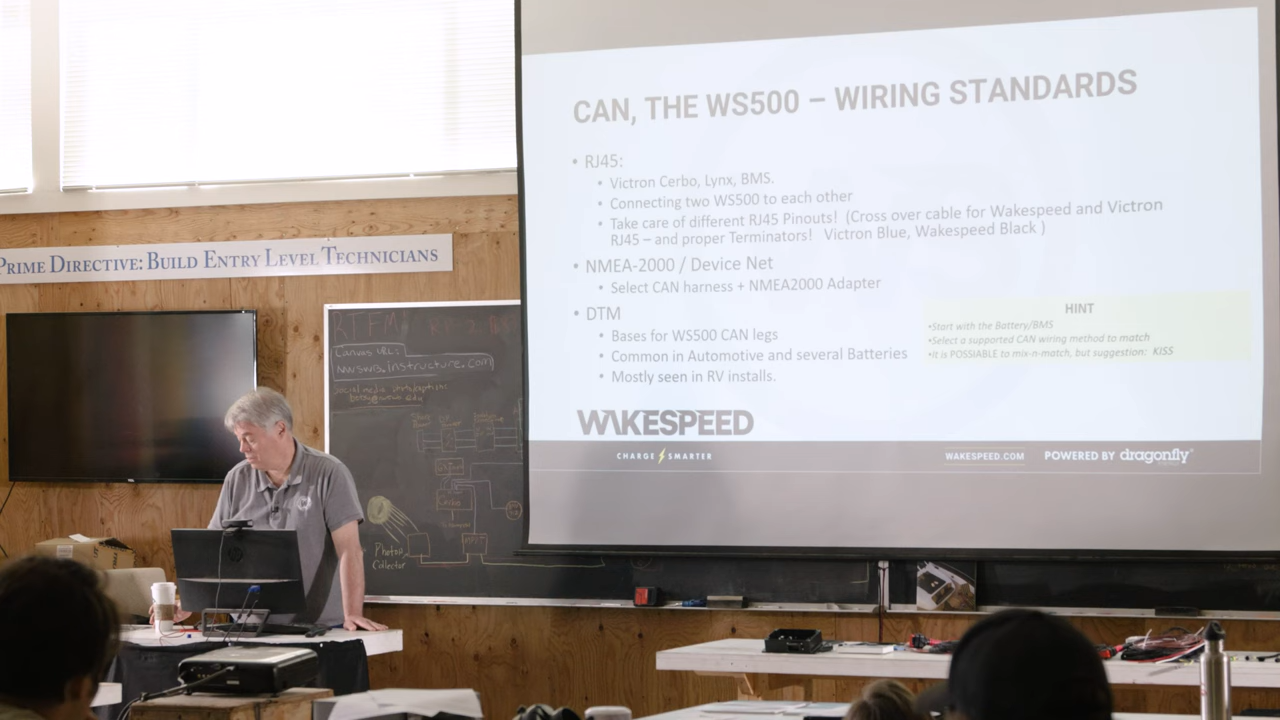 CAN, THE WS500 – WIRING STANDARDS
• RJ45:
• Victron Cerbo, Lynx, BMS.
• Connecting two WS500 to each other
• Take care of different RJ45 Pinouts! (Cross over cable for Wakespeed and Victron
RJ45 – and proper Terminators! Victron Blue, Wakespeed Black )
• NMEA-2000 / Device Net
• Select CAN harness + NMEA2000 Adapter
• DTM
• Bases for WS500 CAN legs
• Common in Automotive and several Batteries
• Mostly seen in RV installs.
HINT
•Start with the Battery/BMS
•Select a supported CAN wiring method to match
•It is POSSIABLE to mix-n-match, but suggestion: KISS
WAKESPEED
CHARGE SMARTER
WAKESPEED.COM
POWERED BY dragonfly
PRIME DIRECTIVE: BUILD ENTRY LEVEL TECHNICIANS
RTFM
Canvas URL:
nwswb.instructure.com
Photon
Collector
Cerbo
hp